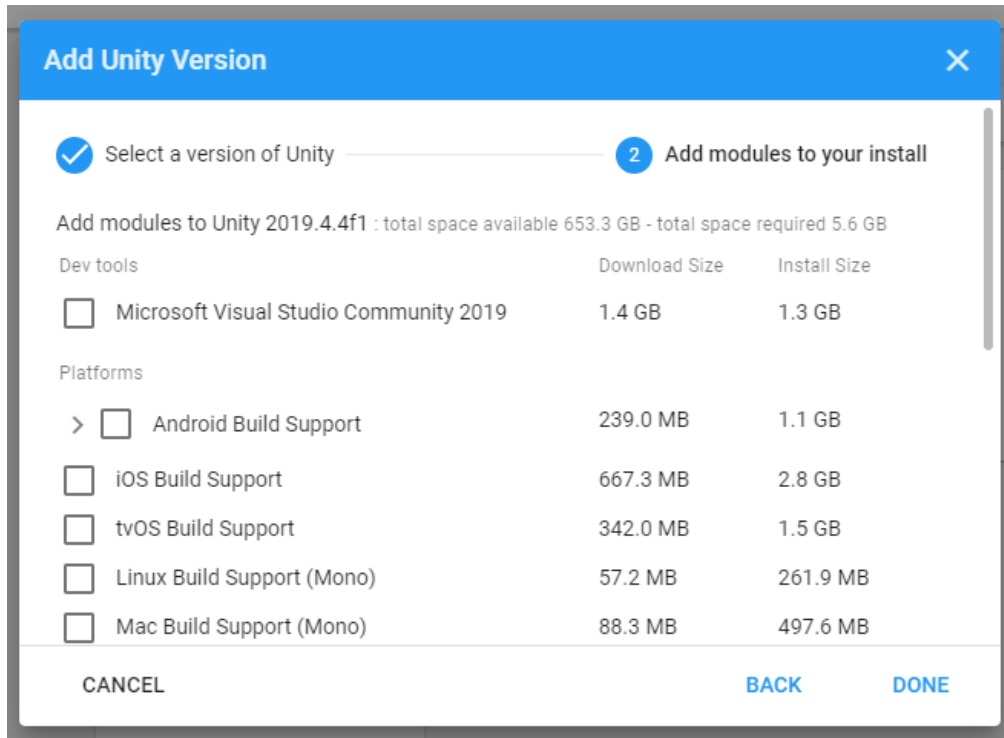 Add Unity Version
Select a version of Unity 2 Add modules to your install
Add modules to Unity 2019.4.4f1 : total space available 653.3 GB - total space required 5.6 GB
Dev tools Download Size Install Size
Microsoft Visual Studio Community 2019 1.4 GB 1.3 GB
Platforms
Android Build Support 239.0 MB 1.1 GB
iOS Build Support 667.3 MB 2.8 GB
tvOS Build Support 342.0 MB 1.5 GB
Linux Build Support (Mono) 57.2 MB 261.9 MB
Mac Build Support (Mono) 88.3 MB 497.6 MB
CANCEL BACK DONE